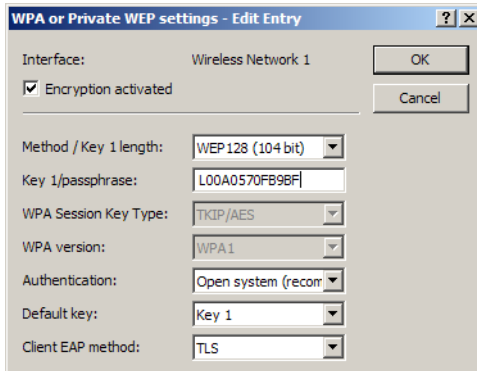 WPA or Private WEP settings - Edit Entry
Interface: Wireless Network 1 OK
Encryption activated
Cancel
Method / Key 1 length: WEP128 (104 bit)
Key 1/passphrase: L00A0570FB9BF
WPA Session Key Type: TKIP/AES
WPA version: WPA1
Authentication: Open system (recom
Default key: Key 1
Client EAP method: TLS